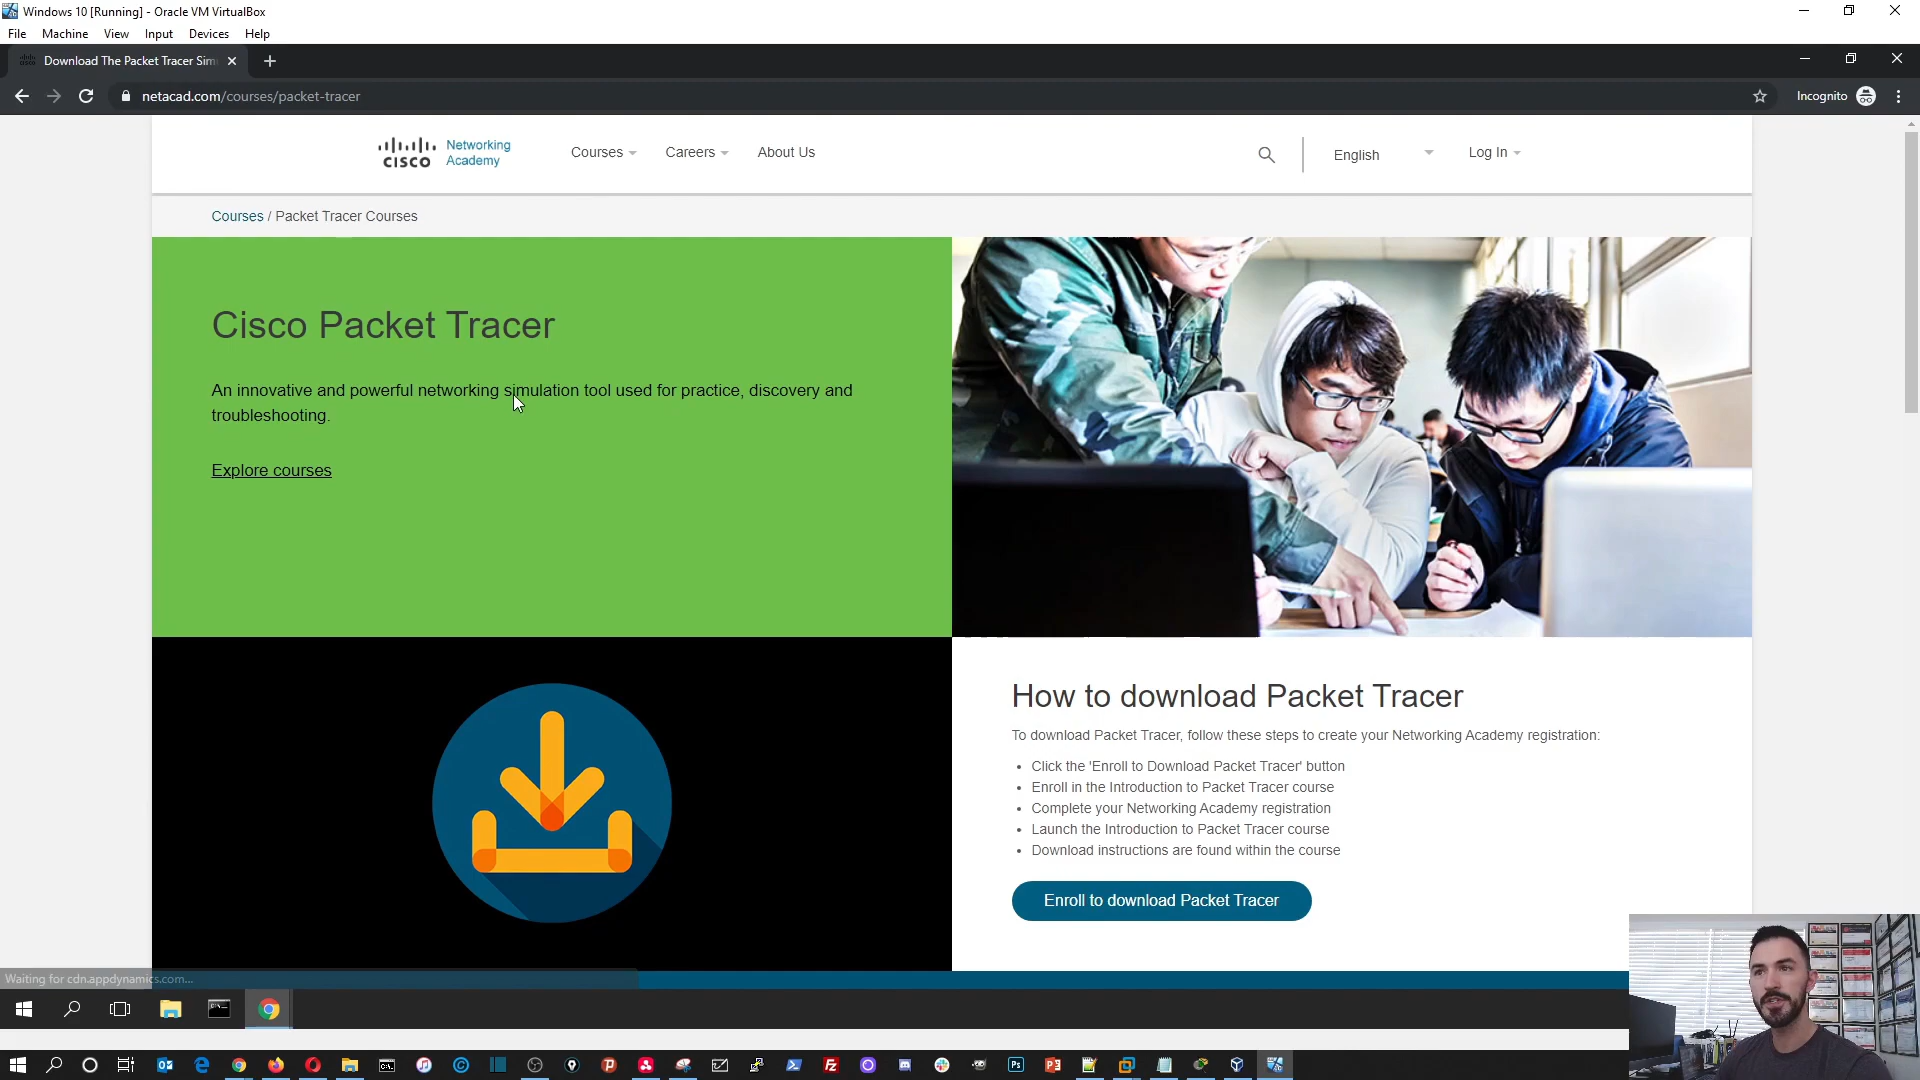 Windows 10 [Running] - Oracle VM VirtualBox
File Machine View Input Devices Help
Download The Packet Tracer Sim
netacad.com/courses/packet-tracer
Incognito
cisco
Networking
Academy
Courses
Careers
About Us
English
Log In
Courses / Packet Tracer Courses
Cisco Packet Tracer
An innovative and powerful networking simulation tool used for practice, discovery and
troubleshooting.
Explore courses
How to download Packet Tracer
To download Packet Tracer, follow these steps to create your Networking Academy registration:
• Click the 'Enroll to Download Packet Tracer' button
• Enroll in the Introduction to Packet Tracer course
• Complete your Networking Academy registration
• Launch the Introduction to Packet Tracer course
• Download instructions are found within the course
Enroll to download Packet Tracer
Waiting for cdn.appdynamics.com...